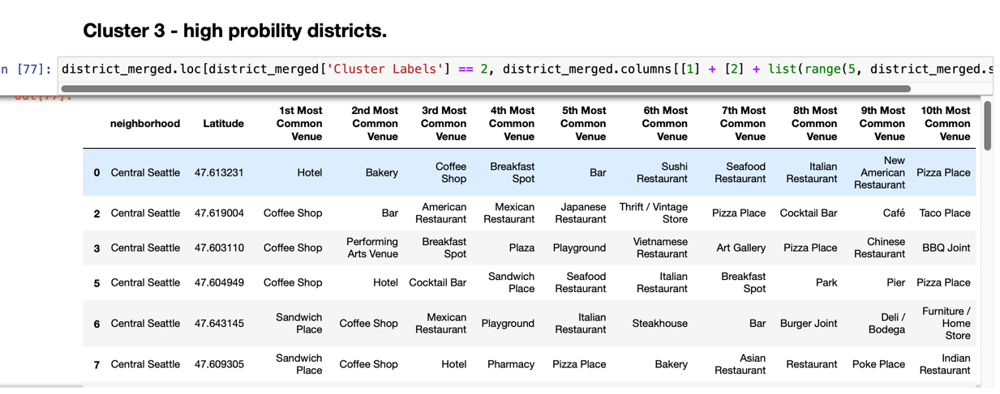 Cluster 3 - high probility districts.
n [77]: district_merged.loc[district_merged['Cluster Labels'] == 2, district_merged.columns[[1] + [2] + list(range(5, district_merged.s
Out[77]:
neighborhood Latitude 1st Most Common Venue 2nd Most Common Venue 3rd Most Common Venue 4th Most Common Venue 5th Most Common Venue 6th Most Common Venue 7th Most Common Venue 8th Most Common Venue 9th Most Common Venue 10th Most Common Venue
0 Central Seattle 47.613231 Hotel Bakery Coffee Shop Breakfast Spot Bar Sushi Restaurant Seafood Restaurant Italian Restaurant New American Restaurant Pizza Place
2 Central Seattle 47.619004 Coffee Shop Bar American Restaurant Mexican Restaurant Japanese Restaurant Thrift / Vintage Store Pizza Place Cocktail Bar Café Taco Place
3 Central Seattle 47.603110 Coffee Shop Performing Arts Venue Breakfast Spot Plaza Playground Vietnamese Restaurant Art Gallery Pizza Place Chinese Restaurant BBQ Joint
5 Central Seattle 47.604949 Coffee Shop Hotel Cocktail Bar Sandwich Place Seafood Restaurant Italian Restaurant Breakfast Spot Park Pier Pizza Place
6 Central Seattle 47.643145 Sandwich Place Coffee Shop Mexican Restaurant Playground Italian Restaurant Steakhouse Bar Burger Joint Deli / Bodega Furniture / Home Store
7 Central Seattle 47.609305 Sandwich Place Coffee Shop Hotel Pharmacy Pizza Place Bakery Asian Restaurant Restaurant Poke Place Indian Restaurant